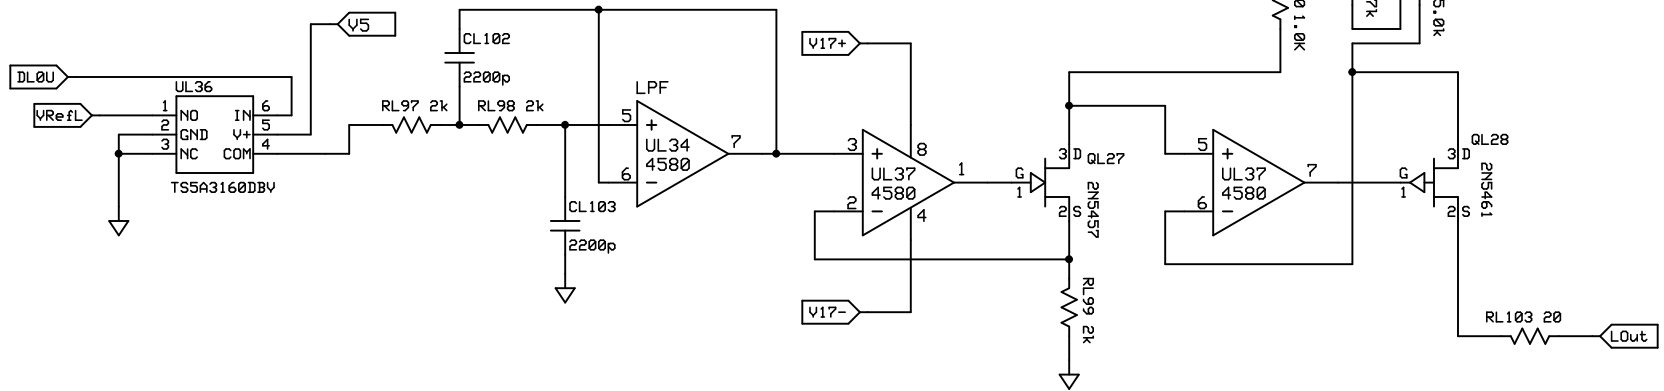 V5
DL0U
VRefL
UL36
1 NO
2 GND
3 NC
IN 6
V+ 5
COM 4
TS5A3160DBV
RL97 2k
RL98 2k
CL102
2200p
CL103
2200p
LPF
5
6
7
UL34
4580
V17+
V17-
3
2
8
4
1
UL37
4580
G
1
3 D
2 S
QL27
2N5457
RL99 2k
1.0K
7k
5.0k
5
6
7
UL37
4580
G
1
3 D
2 S
QL28
2N5461
RL103 20
LOut